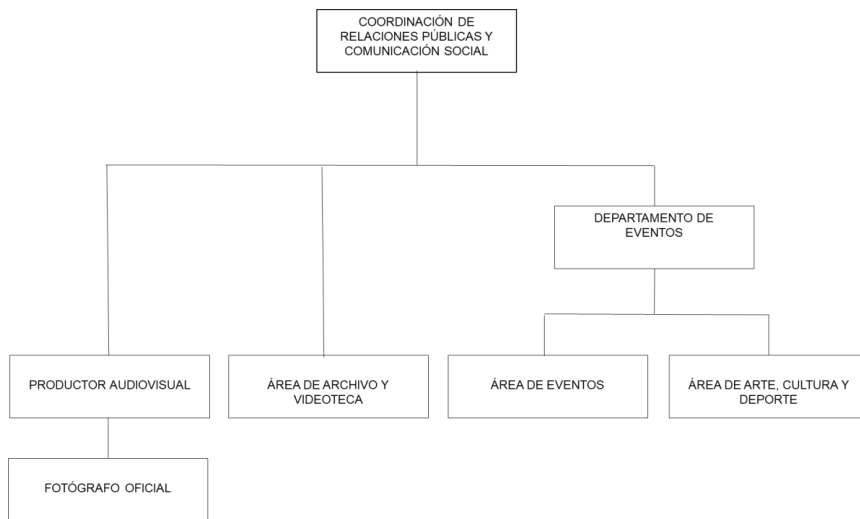 COORDINACIÓN DE
RELACIONES PÚBLICAS Y
COMUNICACIÓN SOCIAL
DEPARTAMENTO DE
EVENTOS
PRODUCTOR AUDIOVISUAL
ÁREA DE ARCHIVO Y
VIDEOTECA
ÁREA DE EVENTOS
ÁREA DE ARTE, CULTURA Y
DEPORTE
FOTÓGRAFO OFICIAL